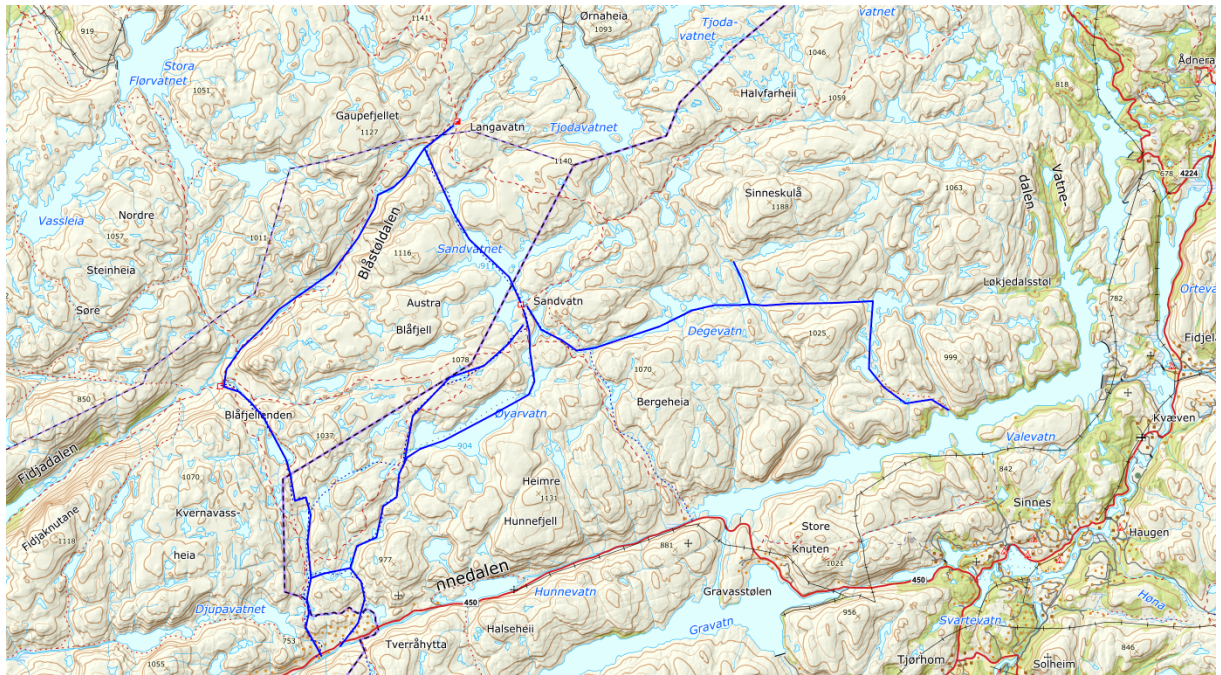 919
1141
Ørnaheia
1093
Tjoda-
vatnet
vatnet
Stora
Flørvatnet
1051
1046
Halvfarheii
1059
818
Ådnera
Gaupefjellet
1127
Langavatn
Tjodavatnet
1140
Vatne-
dalen
678
4224
Vassleia
Nordre
1057
Steinheia
Søre
1011
Blåstøldalen
1116
Sandvatnet
911
Sinneskulå
1188
1063
Løkjedalsstøl
782
Orteva
Austra
Blåfjell
Sandvatn
Degevatn
1025
999
Fidjela
850
1078
1070
Bergeheia
Blåfjellenden
Øyarvatn
904
Kvæven
Valevatn
Fidjadalen
Fidjaknutane
1118
1070
Kvernavass-
heia
1037
Heimre
1131
Hunnefjell
842
Sinnes
Store
Knuten
1021
Haugen
977
881
nnedalen
450
Hunnevatn
Gravasstølen
450
Høna
Djupavatnet
753
1055
Tverråhytta
Halseheii
Gravatn
956
Svartevatn
Tjørhom
Solheim
846